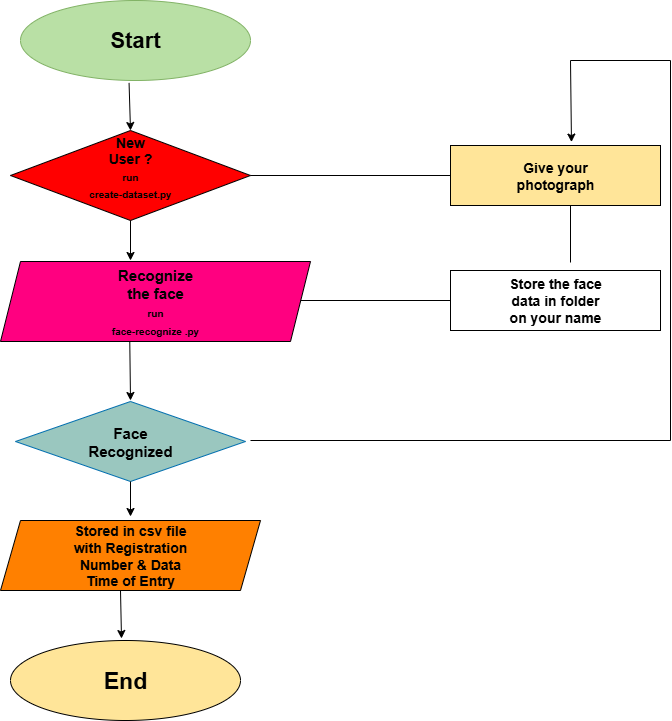 Start
New
User ?
run
create-dataset.py
Give your
photograph
Recognize
the face
run
face-recognize .py
Store the face
data in folder
on your name
Face
Recognized
Stored in csv file
with Registration
Number & Data
Time of Entry
End